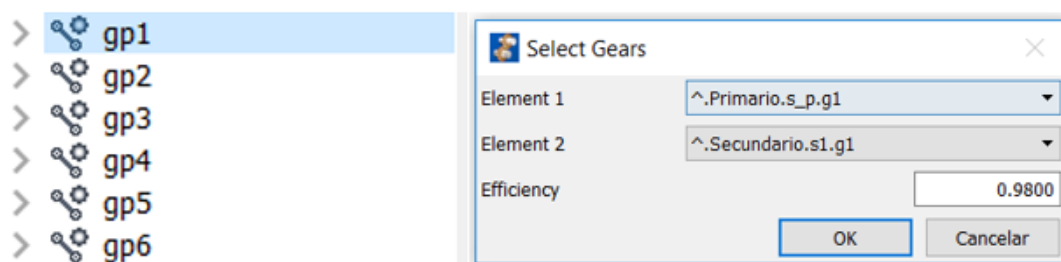 gp1
gp2
gp3
gp4
gp5
gp6
Select Gears
Element 1 ^.Primario.s_p.g1
Element 2 ^.Secundario.s1.g1
Efficiency 0.9800
OK Cancelar